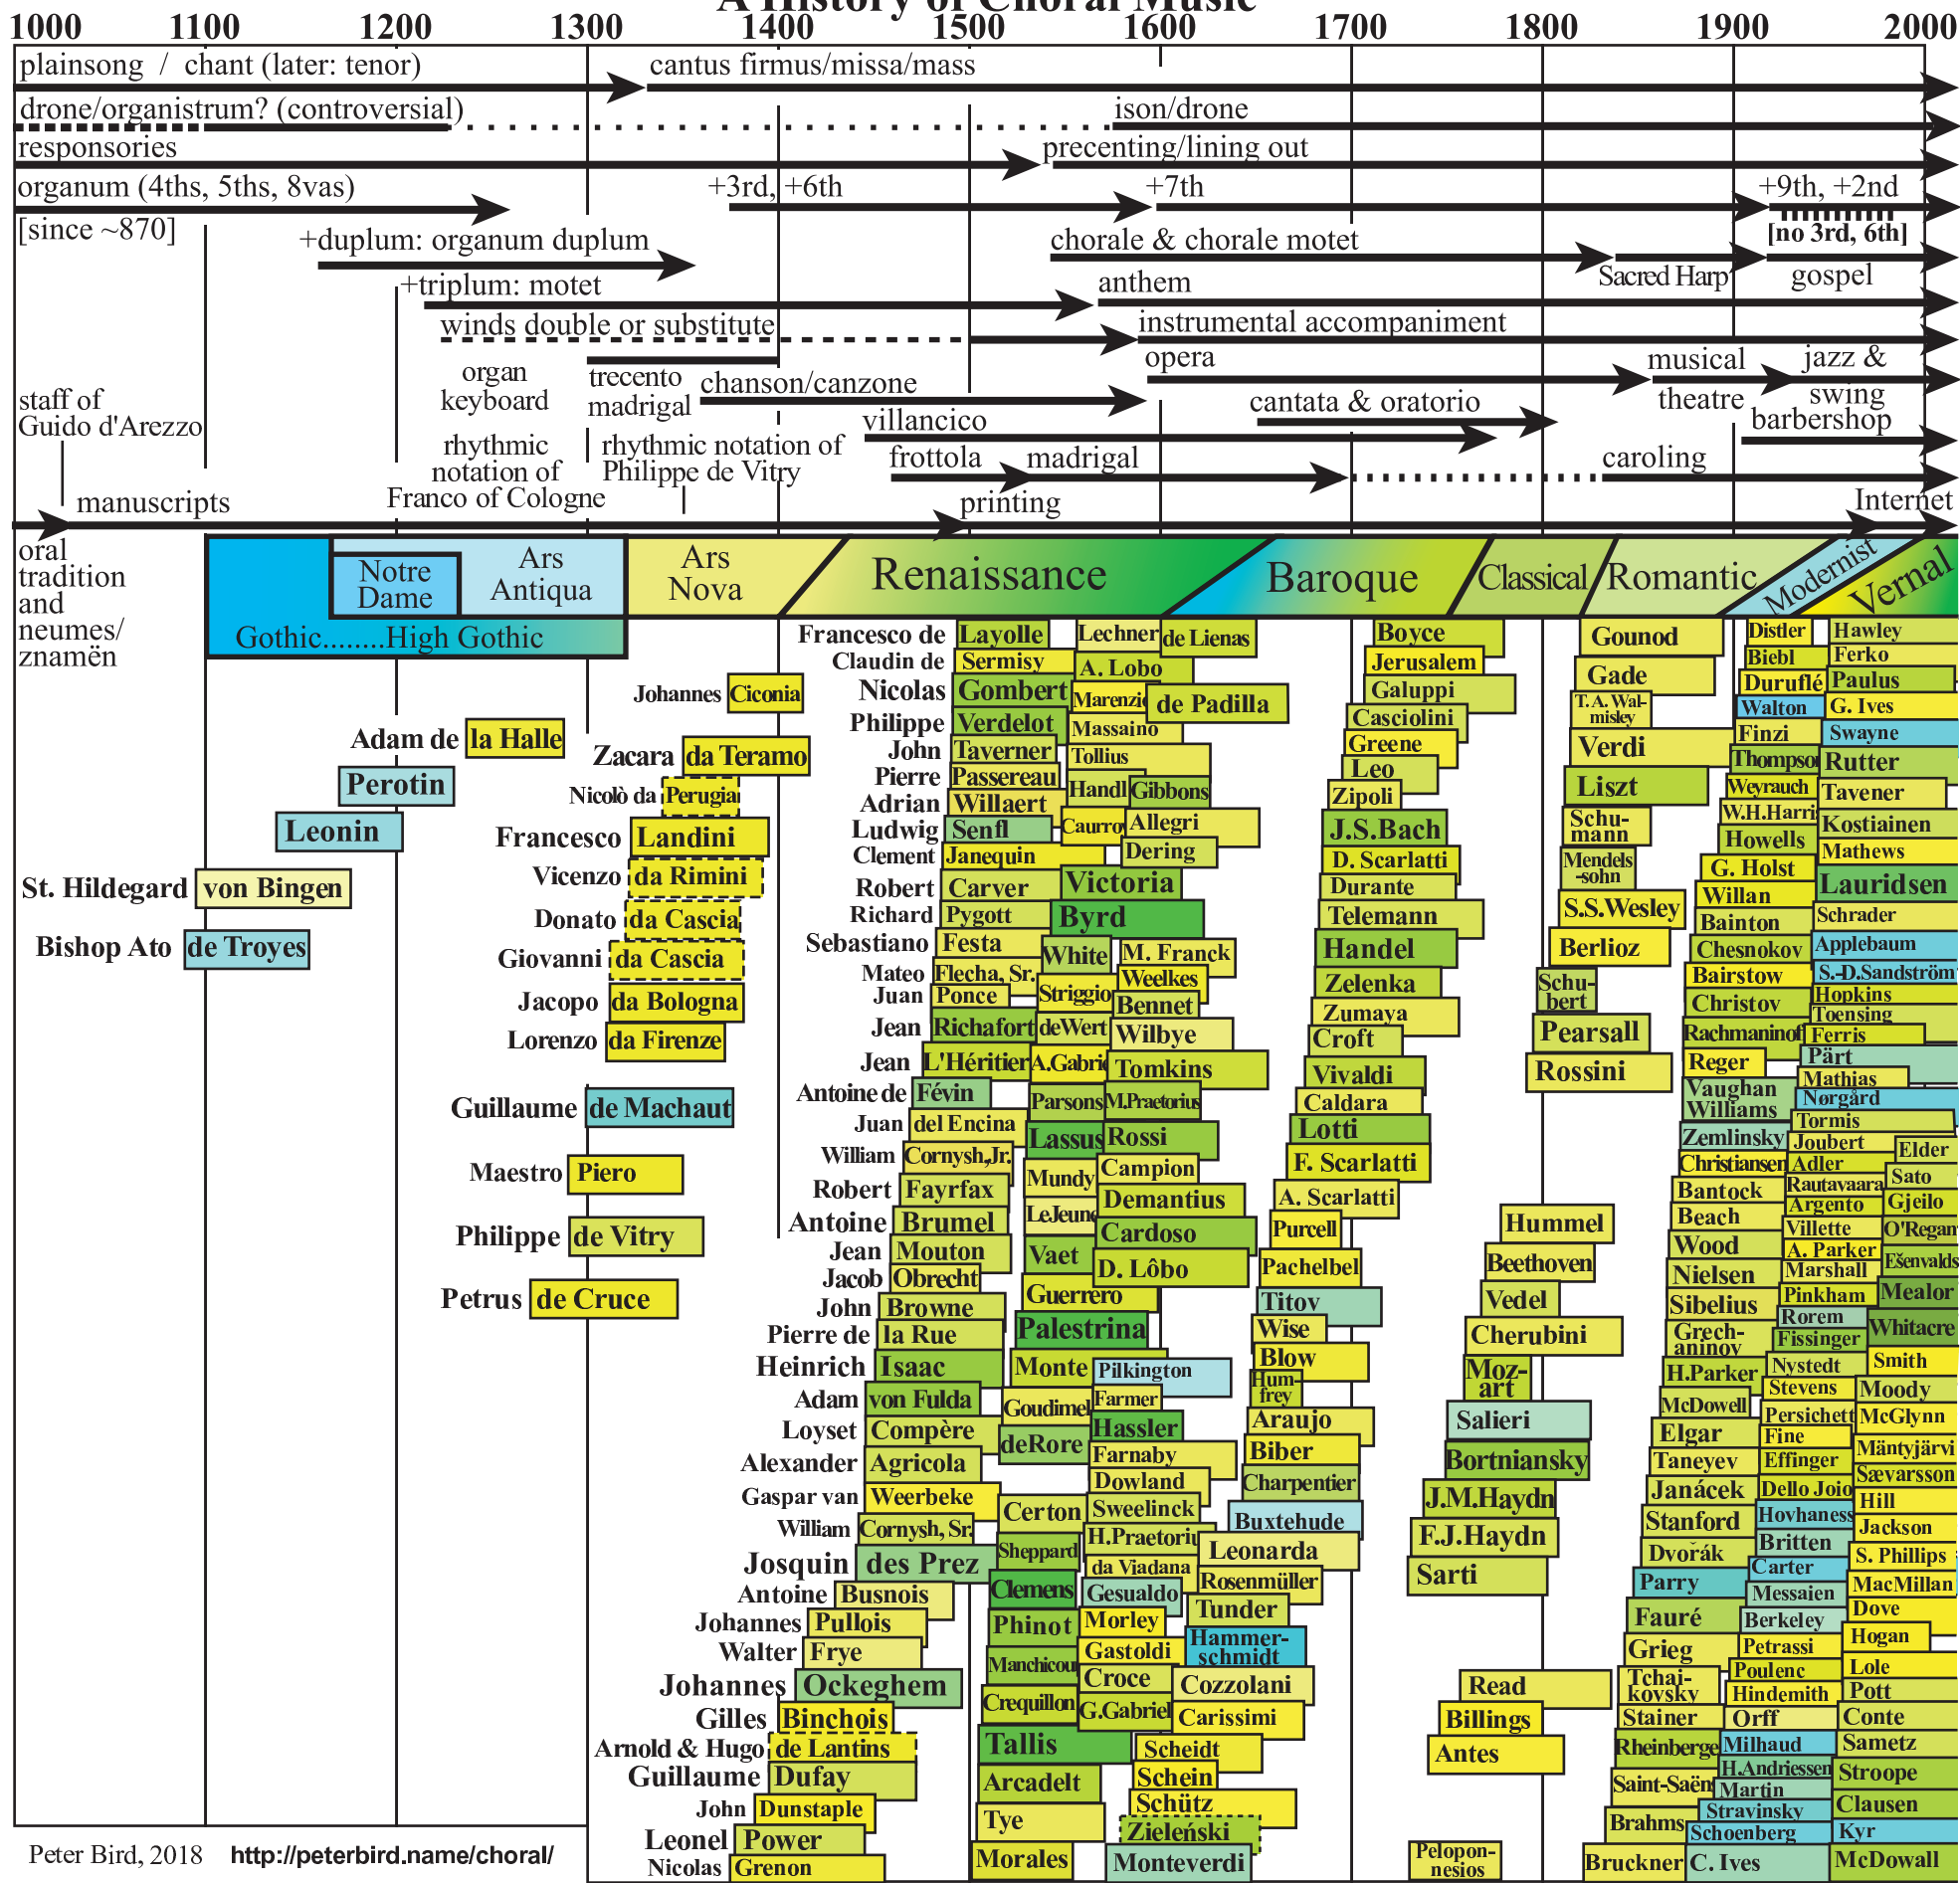 A History of Choral Music
1000 1100 1200 1300 1400 1500 1600 1700 1800 1900 2000
plainsong / chant (later: tenor)
cantus firmus/missa/mass
drone/organistrum? (controversial)
ison/drone
responsories
precenting/lining out
organum (4ths, 5ths, 8vas)
+3rd, +6th
+7th
+9th, +2nd
[since ~870]
[no 3rd, 6th]
+duplum: organum duplum
chorale & chorale motet
Sacred Harp
gospel
+triplum: motet
anthem
winds double or substitute
instrumental accompaniment
organ
keyboard
trecento
madrigal
chanson/canzone
opera
musical
theatre
jazz &
swing
staff of
Guido d'Arezzo
villancico
cantata & oratorio
barbershop
rhythmic
notation of
Franco of Cologne
rhythmic notation of
Philippe de Vitry
frottola
madrigal
caroling
manuscripts
printing
Internet
oral
tradition
and
neumes/
znamën
Notre
Dame
Ars
Antiqua
Gothic........High Gothic
Ars
Nova
Renaissance
Baroque
Classical
Romantic
Modernist
Vernal
St. Hildegard von Bingen
Bishop Ato de Troyes
Leonin
Perotin
Adam de la Halle
Johannes Ciconia
Zacara da Teramo
Nicolò da Perugia
Francesco Landini
Vicenzo da Rimini
Donato da Cascia
Giovanni da Cascia
Jacopo da Bologna
Lorenzo da Firenze
Guillaume de Machaut
Maestro Piero
Philippe de Vitry
Petrus de Cruce
Francesco de Layolle
Claudin de Sermisy
Nicolas Gombert
Philippe Verdelot
John Taverner
Pierre Passereau
Adrian Willaert
Ludwig Senfl
Clement Janequin
Robert Carver
Richard Pygott
Sebastiano Festa
Mateo Flecha, Sr.
Juan Ponce
Jean Richafort
Jean L'Héritier
Antoine de Févin
Juan del Encina
William Cornysh,Jr.
Robert Fayrfax
Antoine Brumel
Jean Mouton
Jacob Obrecht
John Browne
Pierre de la Rue
Heinrich Isaac
Adam von Fulda
Loyset Compère
Alexander Agricola
Gaspar van Weerbeke
William Cornysh, Sr.
Josquin des Prez
Antoine Busnois
Johannes Pullois
Walter Frye
Johannes Ockeghem
Gilles Binchois
Arnold & Hugo de Lantins
Guillaume Dufay
John Dunstaple
Leonel Power
Nicolas Grenon
Lechner
A. Lobo
Marenzio
Massaino
Tollius
Handl
Caurro
Victoria
Byrd
White
Striggio
deWert
A.Gabri
Parsons
Lassus
Mundy
LeJeune
Vaet
Guerrero
Palestrina
Monte
Goudimel
deRore
Certon
Sheppard
Clemens
Phinot
Manchicou
Crequillon
Tallis
Arcadelt
Tye
Morales
de Lienas
de Padilla
Gibbons
Allegri
Dering
M. Franck
Weelkes
Bennet
Wilbye
Tomkins
M.Praetorius
Rossi
Campion
Demantius
Cardoso
D. Lôbo
Pilkington
Farmer
Hassler
Farnaby
Dowland
Sweelinck
H.Praetoriu
da Viadana
Gesualdo
Morley
Gastoldi
Croce
G.Gabriel
Scheidt
Schein
Schütz
Zieleński
Monteverdi
Boyce
Jerusalem
Galuppi
Casciolini
Greene
Leo
Zipoli
J.S.Bach
D. Scarlatti
Durante
Telemann
Handel
Zelenka
Zumaya
Croft
Vivaldi
Caldara
Lotti
F. Scarlatti
A. Scarlatti
Purcell
Pachelbel
Titov
Wise
Blow
Hum-
frey
Araujo
Biber
Charpentier
Buxtehude
Leonarda
Rosenmüller
Tunder
Hammer-
schmidt
Cozzolani
Carissimi
Gounod
Gade
T. A. Wal-
misley
Verdi
Liszt
Schu-
mann
Mendels
-sohn
S.S.Wesley
Berlioz
Schu-
bert
Pearsall
Rossini
Hummel
Beethoven
Vedel
Cherubini
Moz-
art
Salieri
Bortniansky
J.M.Haydn
F.J.Haydn
Sarti
Read
Billings
Antes
Pelopon-
nesios
Distler
Biebl
Duruflé
Walton
Finzi
Thompson
Weyrauch
W.H.Harris
Howells
G. Holst
Willan
Bainton
Chesnokov
Bairstow
Christov
Rachmaninof
Reger
Vaughan
Williams
Zemlinsky
Christiansen
Bantock
Beach
Wood
Nielsen
Sibelius
Grech-
aninov
H.Parker
McDowell
Elgar
Taneyev
Janácek
Stanford
Dvořák
Parry
Fauré
Grieg
Tchai-
kovsky
Stainer
Rheinberge
Saint-Saëns
Brahms
Bruckner
Hawley
Ferko
Paulus
G. Ives
Swayne
Rutter
Tavener
Kostiainen
Mathews
Lauridsen
Schrader
Applebaum
S.-D.Sandström
Hopkins
Toensing
Ferris
Pärt
Mathias
Nørgård
Tormis
Joubert
Adler
Rautavaara
Argento
Villette
A. Parker
Marshall
Pinkham
Rorem
Fissinger
Nystedt
Stevens
Persichett
Fine
Effinger
Dello Joio
Hovhaness
Britten
Carter
Messaien
Berkeley
Petrassi
Poulenc
Hindemith
Orff
Milhaud
H.Andriessen
Martin
Stravinsky
Schoenberg
C. Ives
Elder
Sato
Gjeilo
O'Regan
Ešenvalds
Mealor
Whitacre
Smith
Moody
McGlynn
Mäntyjärvi
Sævarsson
Hill
Jackson
S. Phillips
MacMillan
Dove
Hogan
Lole
Pott
Conte
Sametz
Stroope
Clausen
Kyr
McDowall
Peter Bird, 2018 http://peterbird.name/choral/